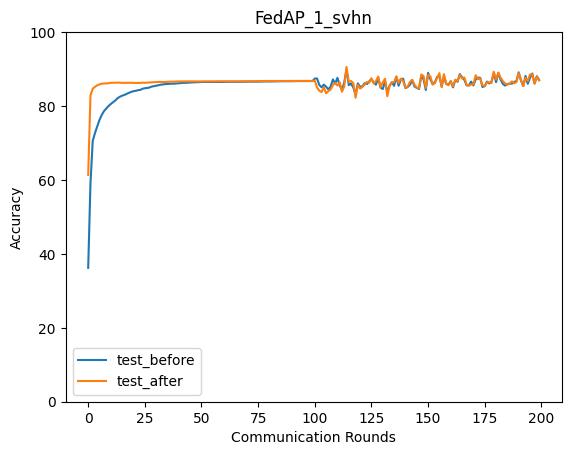 FedAP_1_svhn
100
80
60
40
20
0
Accuracy
test_before
test_after
0 25 50 75 100 125 150 175 200
Communication Rounds